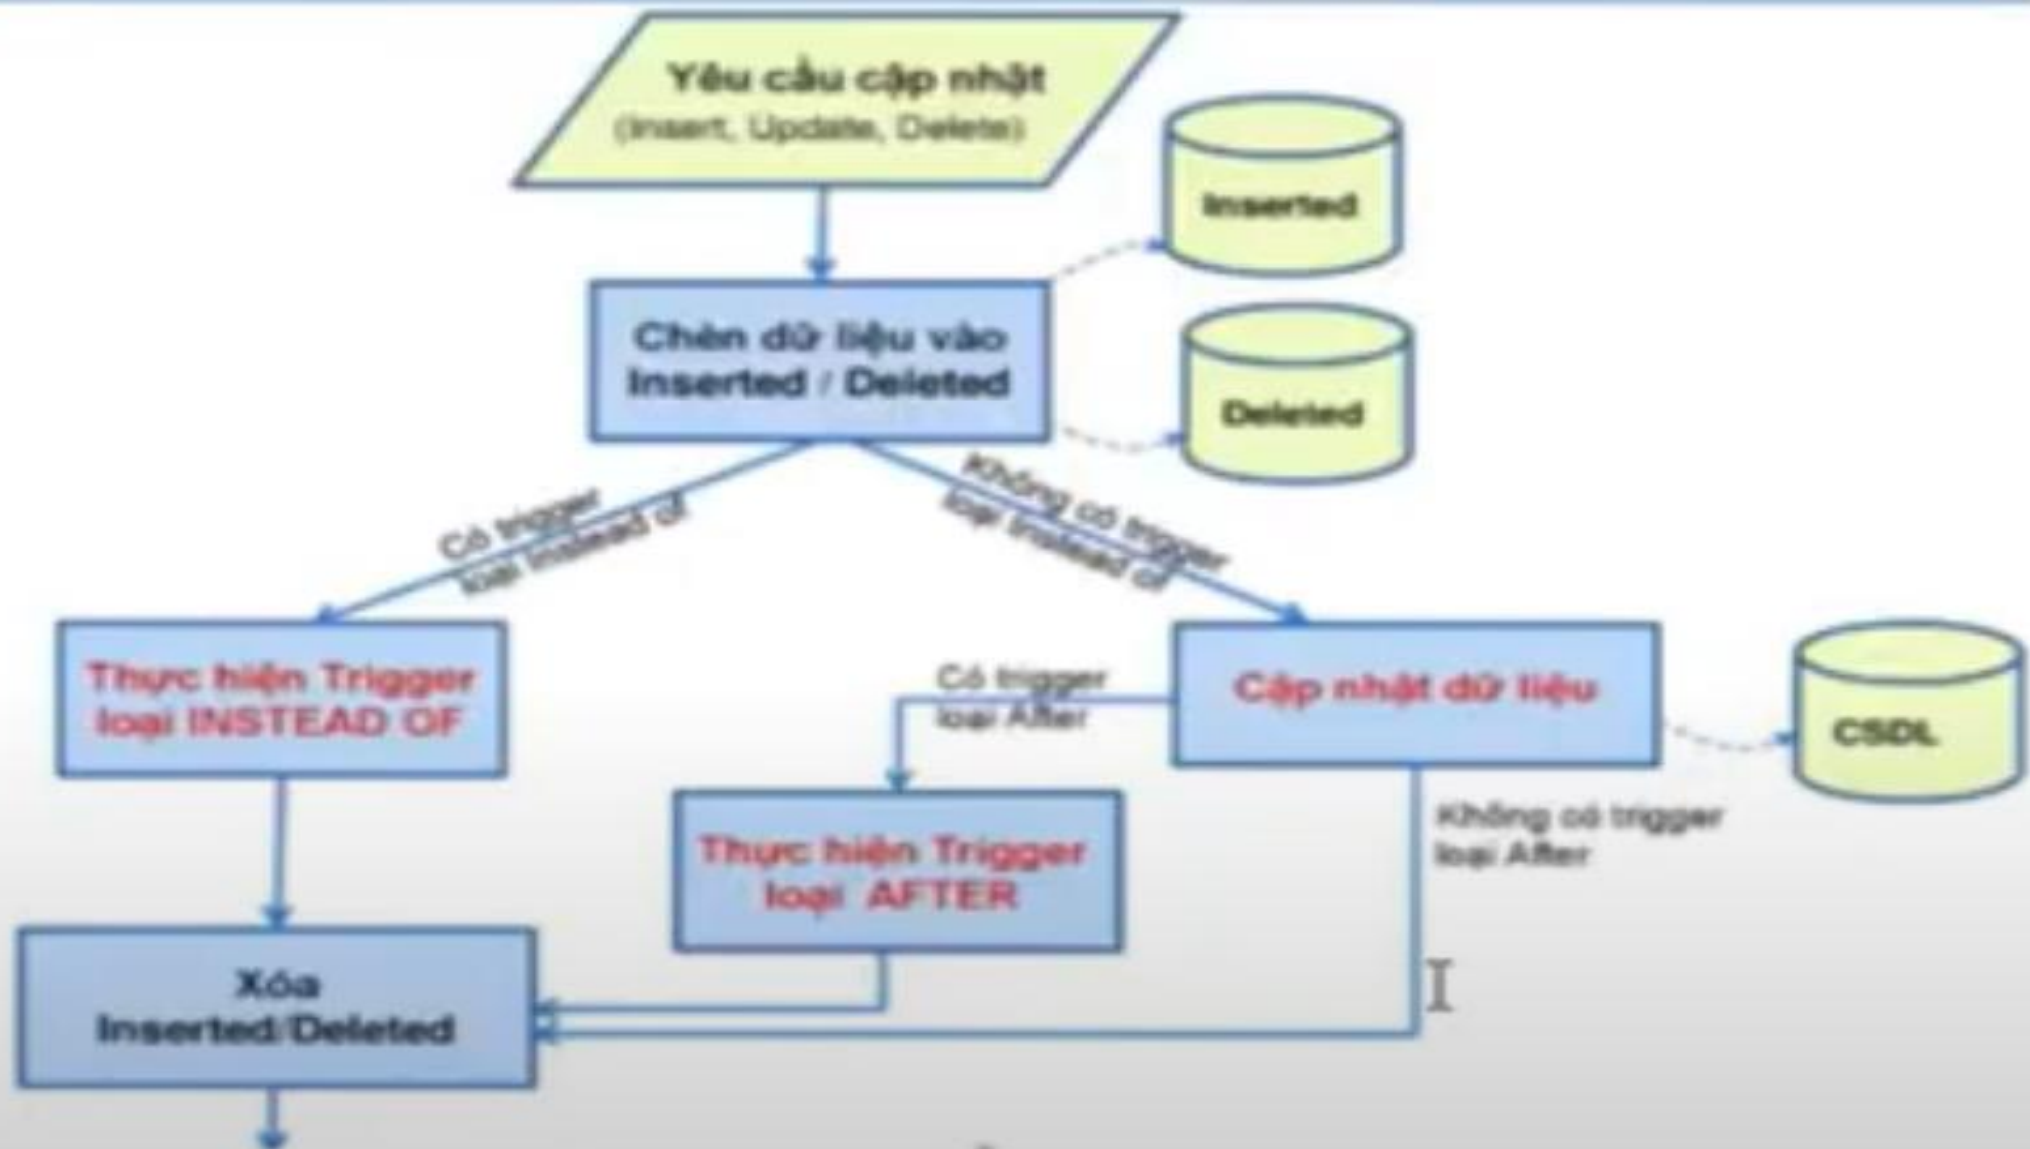 Yêu cầu cập nhật
(Insert, Update, Delete)
Inserted
Chèn dữ liệu vào
Inserted / Deleted
Deleted
Có trigger
loại Instead of
Không có trigger
loại Instead of
Thực hiện Trigger
loại INSTEAD OF
Có trigger
loại After
Cập nhật dữ liệu
CSDL
Không có trigger
loại After
Thực hiện Trigger
loại AFTER
Xóa
Inserted/Deleted